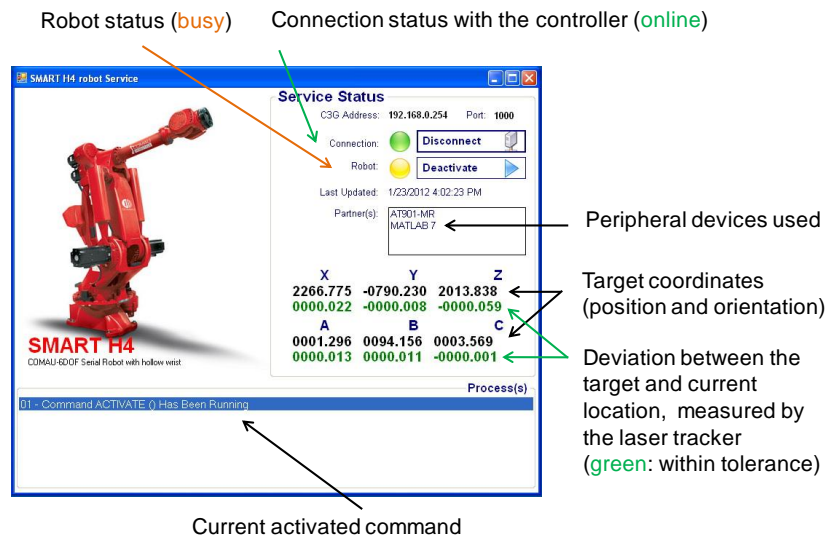 Robot status (busy)
Connection status with the controller (online)
SMART H4 robot Service
Service Status
C3G Address: 192.168.0.254 Port: 1000
Connection: Disconnect
Robot: Deactivate
Last Updated: 1/23/2012 4:02:23 PM
Partner(s): AT901-MR
MATLAB 7
Peripheral devices used
X Y Z
2266.775 -0790.230 2013.838
0000.022 -0000.008 -0000.059
A B C
0001.296 0094.156 0003.569
0000.013 0000.011 -0000.001
Target coordinates
(position and orientation)
Deviation between the
target and current
location, measured by
the laser tracker
(green: within tolerance)
SMART H4
COMAU-6DOF Serial Robot with hollow wrist
Process(s)
01 - Command ACTIVATE () Has Been Running
Current activated command